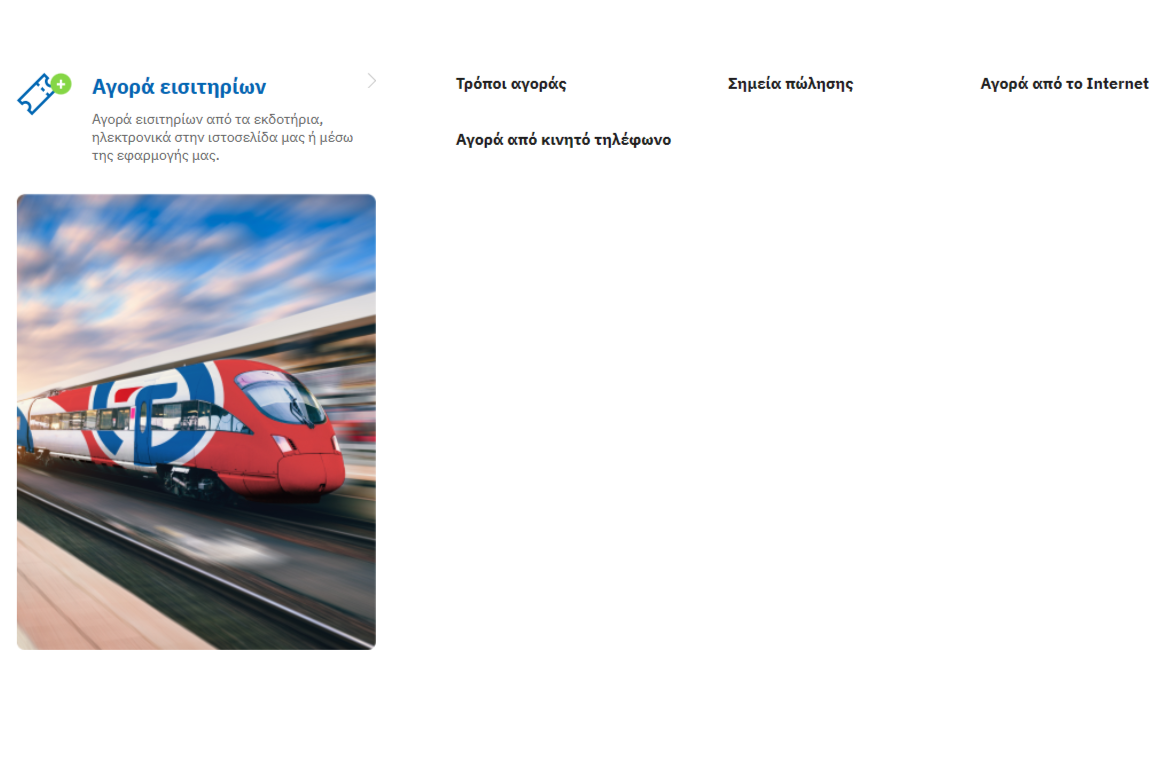 Αγορά εισιτηρίων
Αγορά εισιτηρίων από τα εκδοτήρια,
ηλεκτρονικά στην ιστοσελίδα μας ή μέσω
της εφαρμογής μας.
Τρόποι αγοράς
Σημεία πώλησης
Αγορά από το Internet
Αγορά από κινητό τηλέφωνο